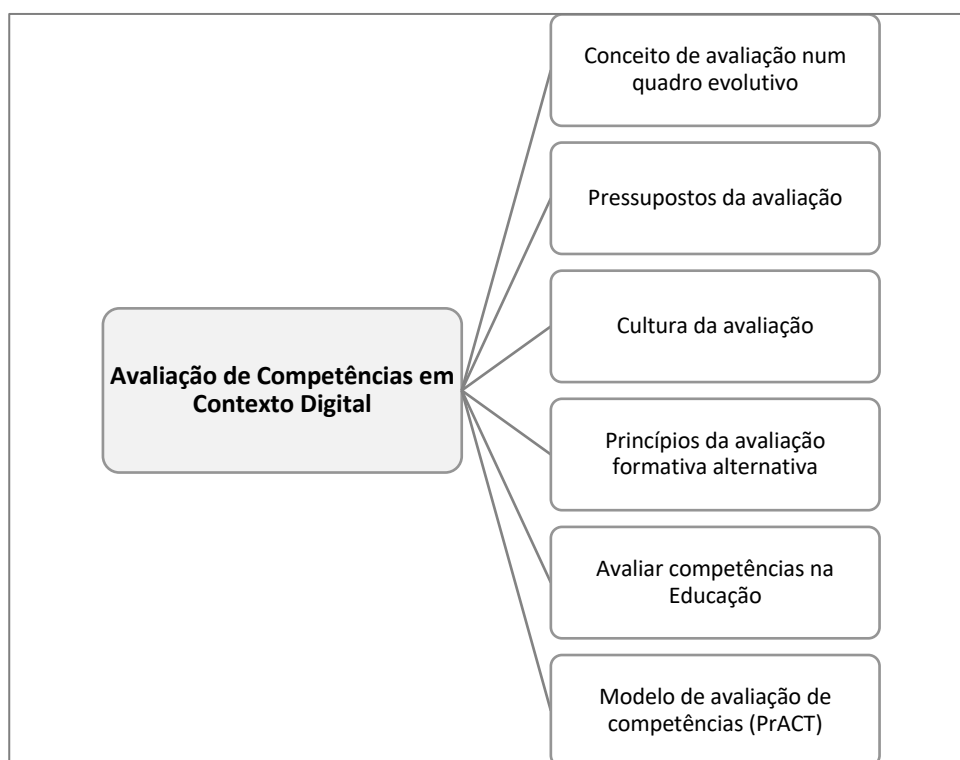 Conceito de avaliação num
quadro evolutivo
Pressupostos da avaliação
Cultura da avaliação
Avaliação de Competências em
Contexto Digital
Princípios da avaliação
formativa alternativa
Avaliar competências na
Educação
Modelo de avaliação de
competências (PrACT)